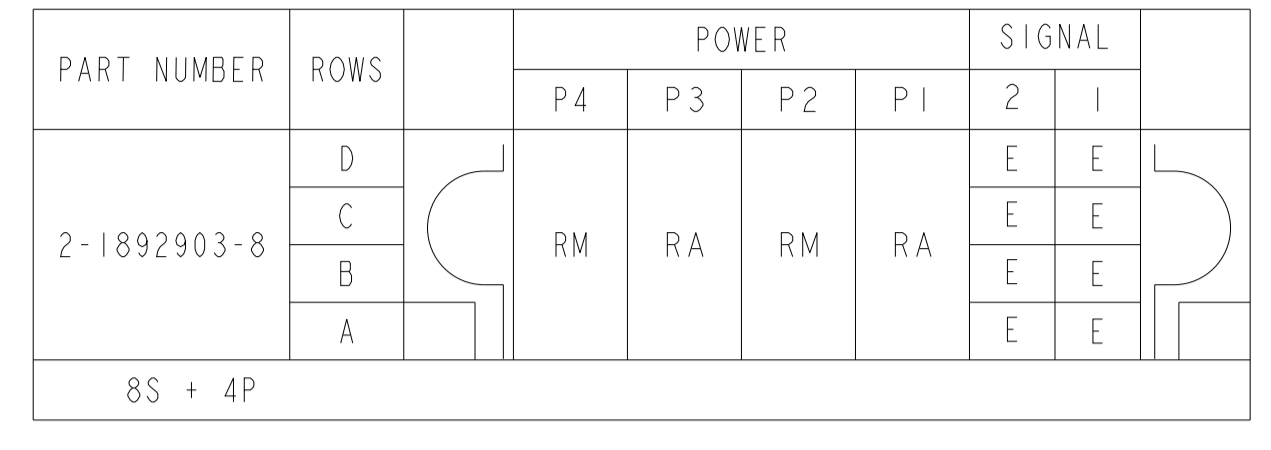 PART NUMBER ROWS POWER SIGNAL
P4 P3 P2 P1 2 1
D E E
C E E
2-1892903-8 RM RA RM RA
B E E
A E E
8S + 4P